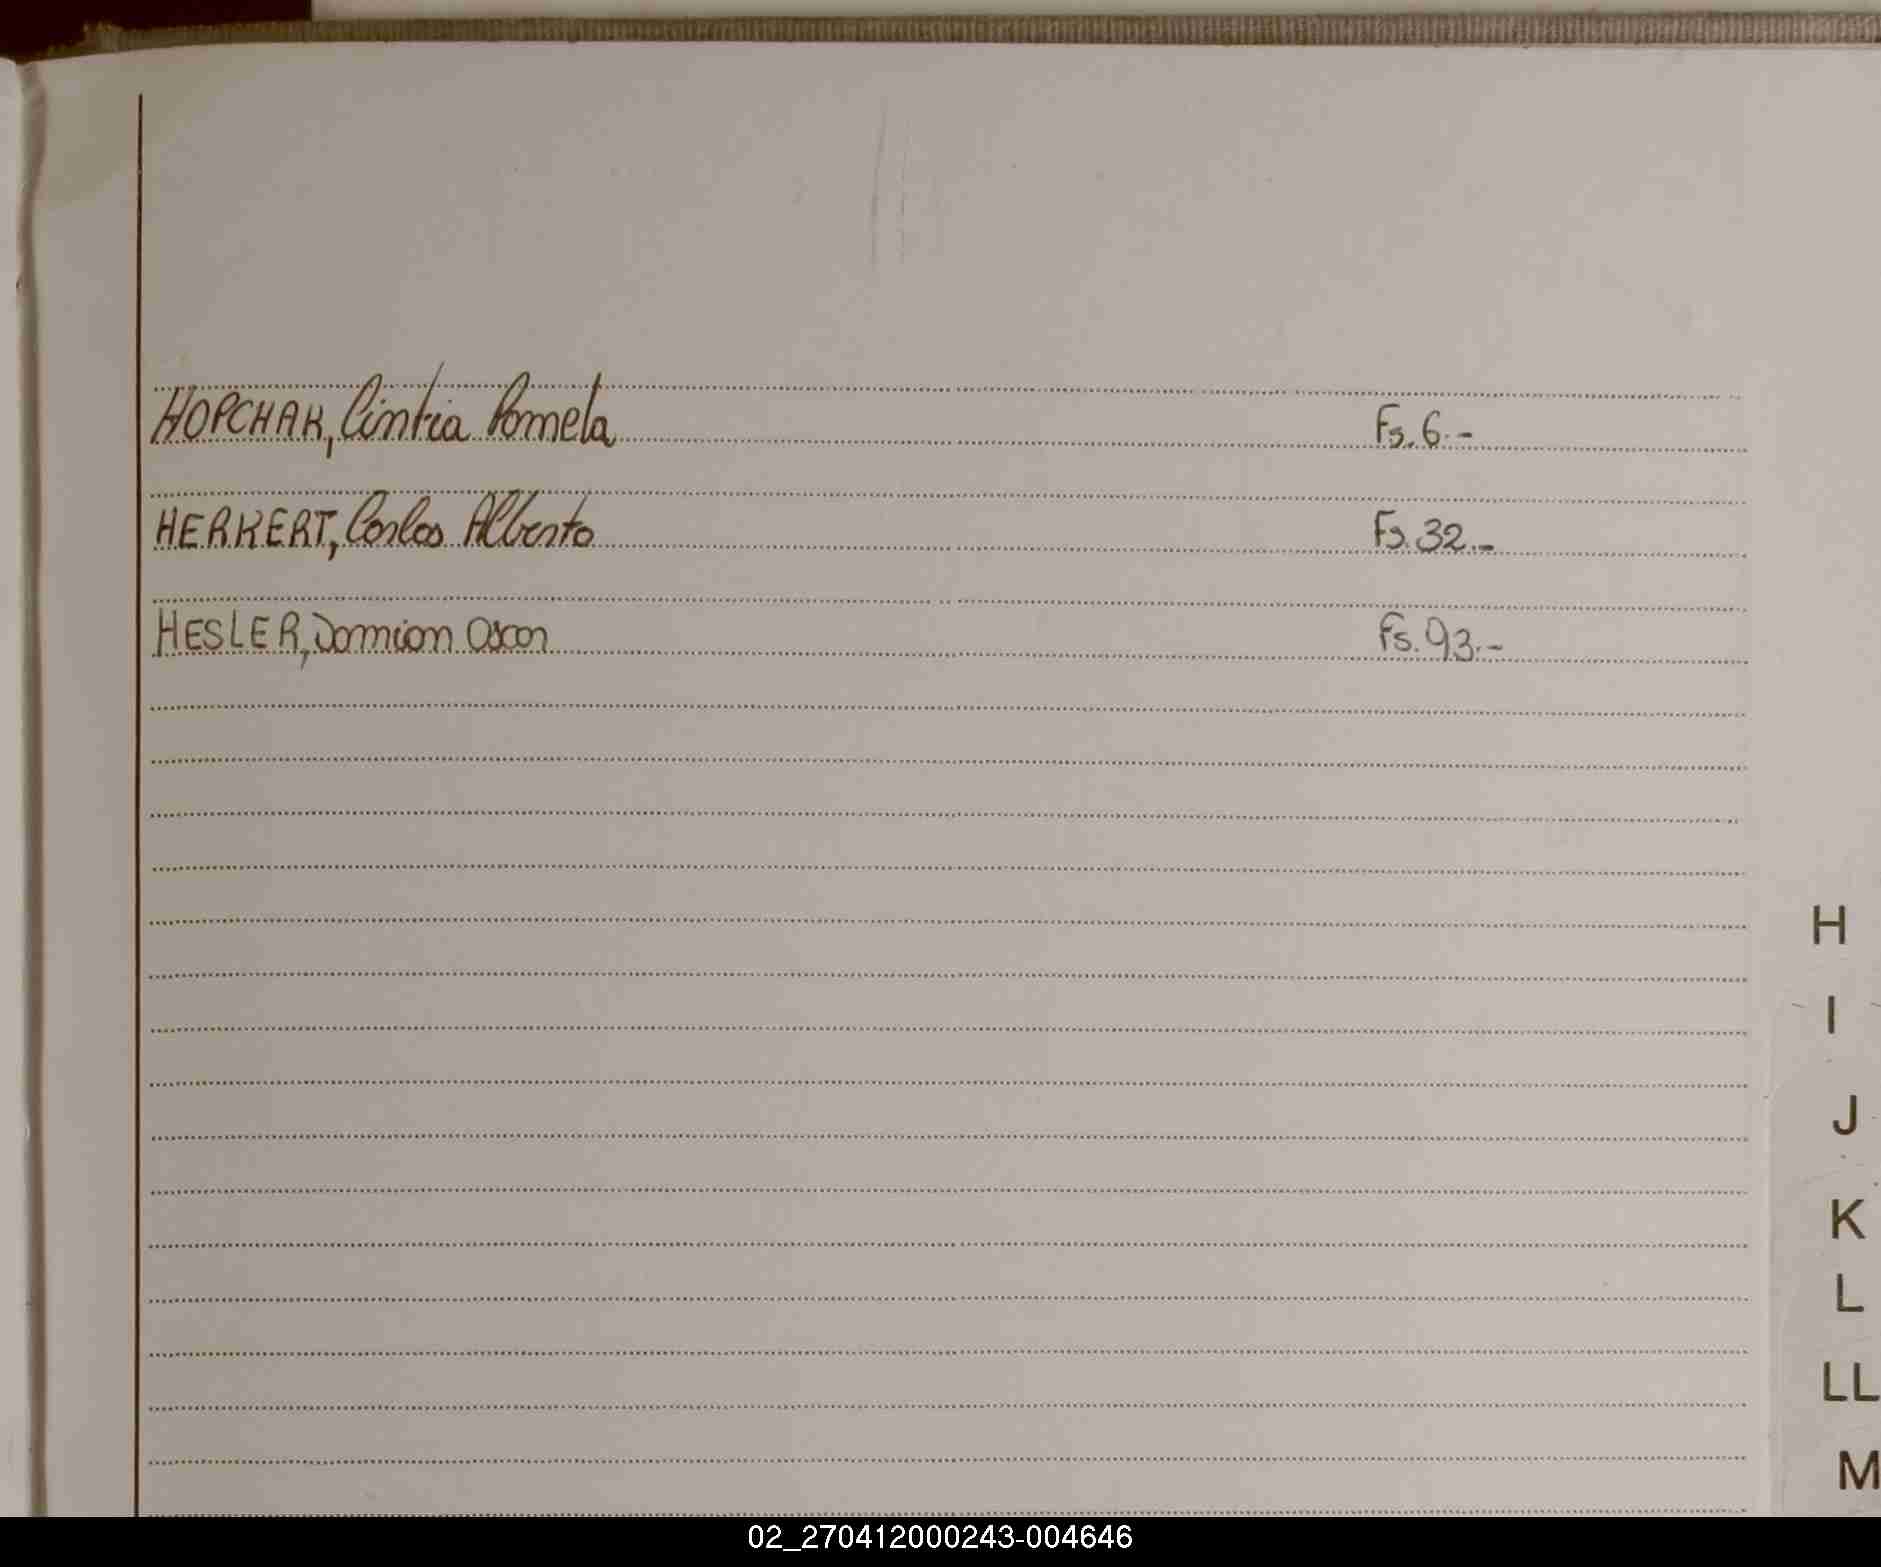 HOPCHAK, Cintia Pamela Fs. 6.-
HERKERT, Carlos Alberto Fs. 32.-
HESLER, Damian Oscar Fs. 93.-
H
I
J
K
L
LL
M
02_270412000243-004646